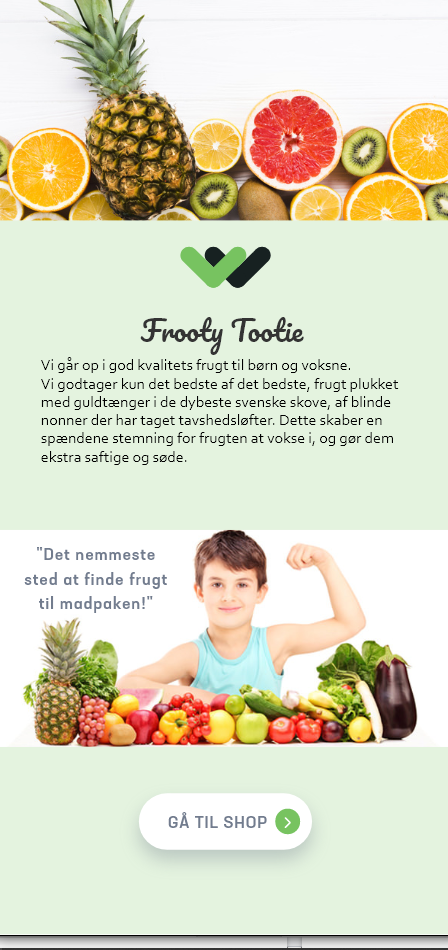 Frooty Tootie
Vi går op i god kvalitets frugt til børn og voksne.
Vi godtager kun det bedste af det bedste, frugt plukket
med guldtænger i de dybeste svenske skove, af blinde
nonner der har taget tavshedsløfter. Dette skaber en
spændene stemning for frugten at vokse i, og gør dem
ekstra saftige og søde.
"Det nemmeste
sted at finde frugt
til madpaken!"
GÅ TIL SHOP